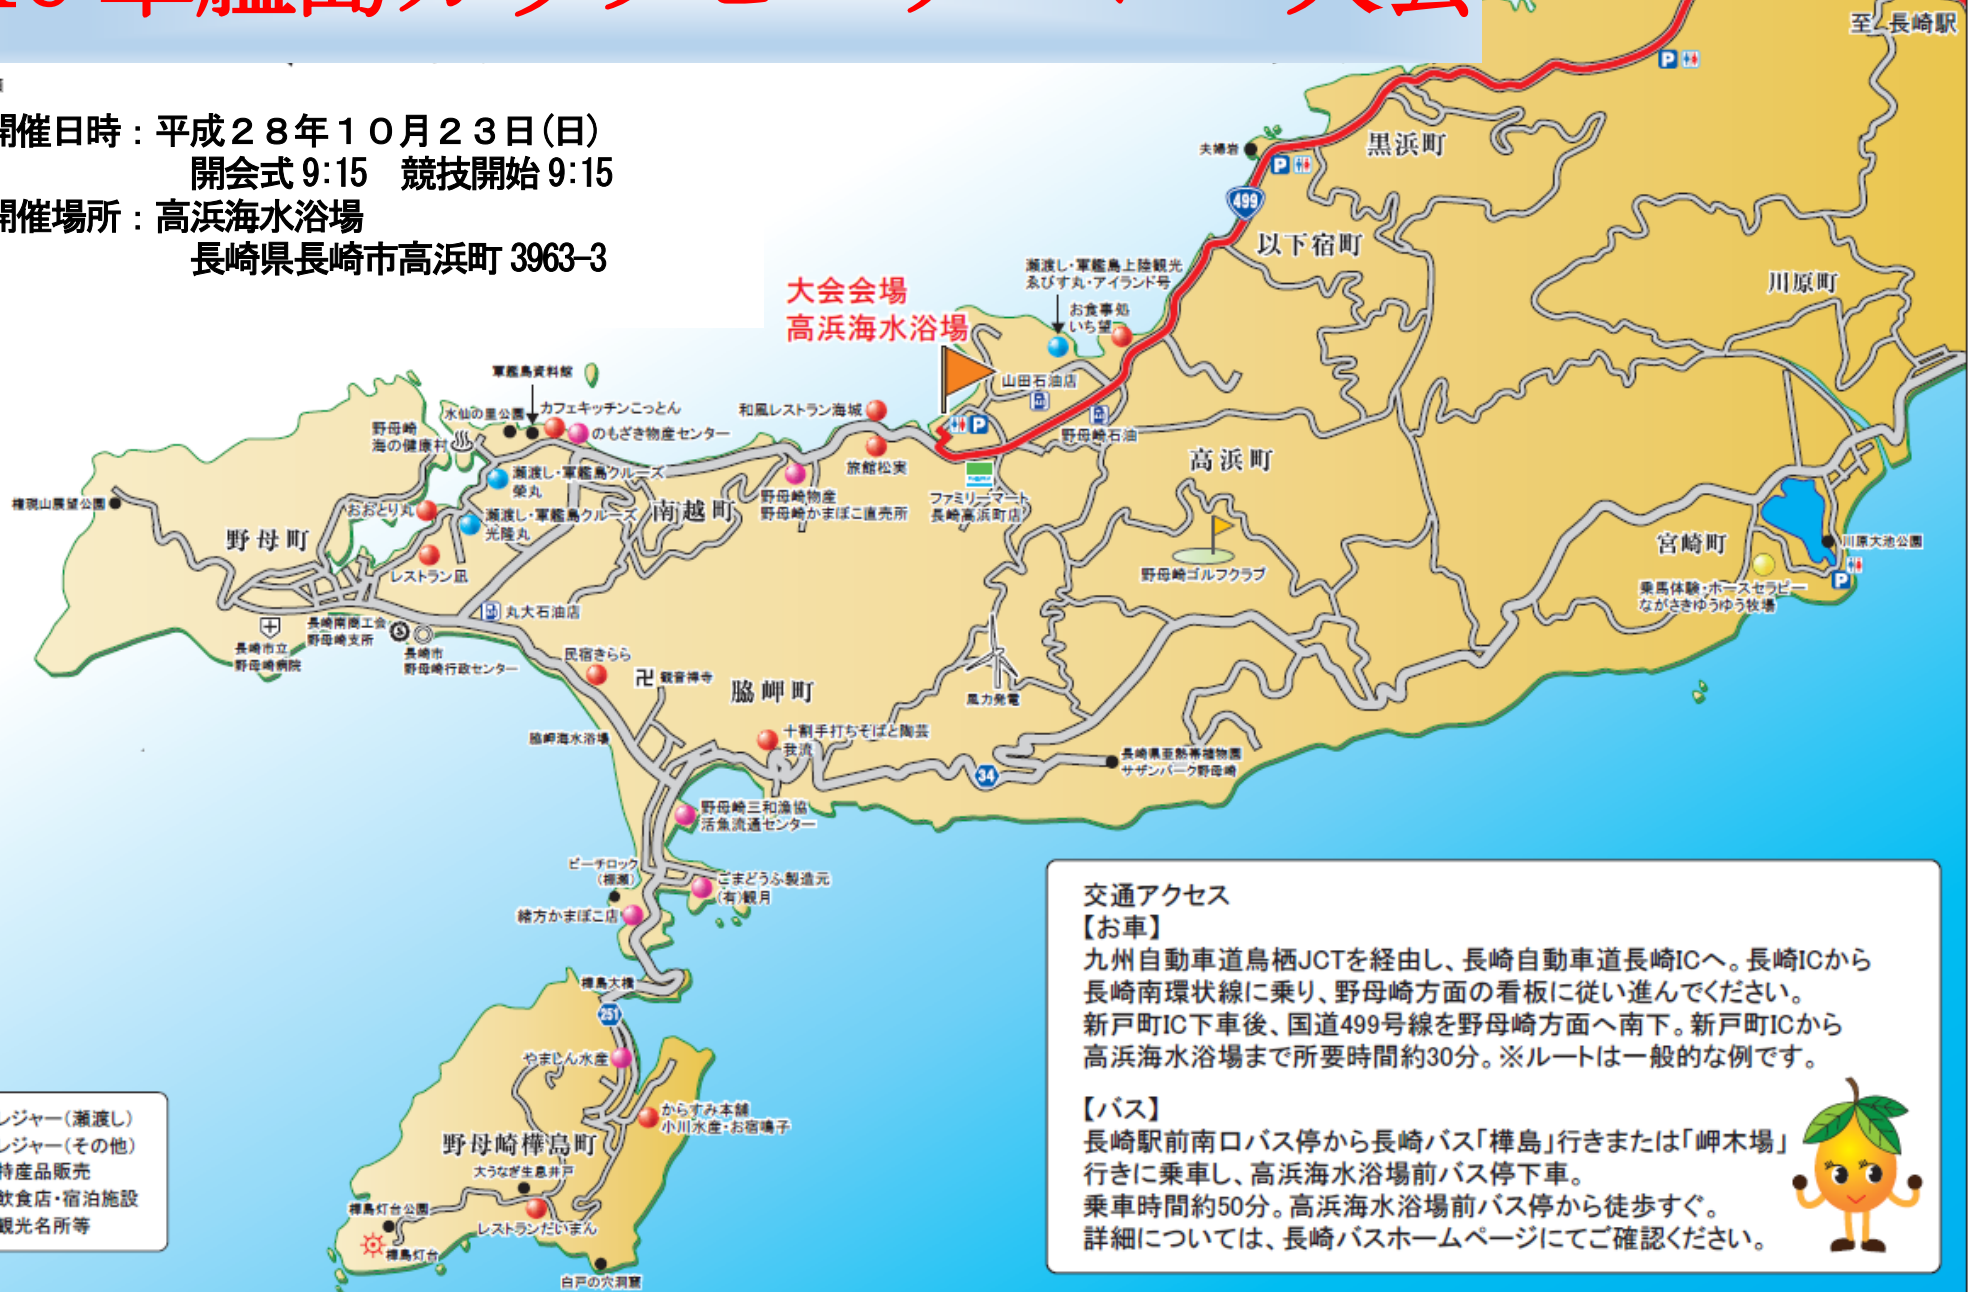 至 長崎駅
開催日時：平成２８年１０月２３日(日)
開会式 9:15　競技開始 9:15
開催場所：高浜海水浴場
長崎県長崎市高浜町 3963-3
黒浜町
夫婦岩
499
以下宿町
川原町
瀬渡し・軍艦島上陸観光
ゑびす丸・アイランド号
お食事処
いち望
大会会場
高浜海水浴場
山田石油店
野母崎石油
軍艦島資料館
水仙の里公園
カフェキッチンこっとん
のもざき物産センター
野母崎
海の健康村
和風レストラン海城
旅館松実
瀬渡し・軍艦島クルーズ
榮丸
瀬渡し・軍艦島クルーズ
光隆丸
南越町
野母崎物産
野母崎かまぼこ直売所
ファミリーマート
長崎高浜町店
高浜町
野母崎ゴルフクラブ
権現山展望公園
野母町
おおとり丸
レストラン凪
丸大石油店
宮崎町
川原大池公園
乗馬体験・ホースセラピー
ながさきゆうゆう牧場
長崎市立
野母崎病院
長崎南商工会
野母崎支所
長崎市
野母崎行政センター
民宿きらら
観音禅寺
脇岬町
風力発電
脇岬海水浴場
十割手打ちそばと陶芸
我流
34
長崎県亜熱帯植物園
サザンパーク野母崎
野母崎三和漁協
活魚流通センター
ビーチロック
(棚瀬)
ごまどうふ製造元
(有)観月
緒方かまぼこ店
樺島大橋
251
やましん水産
からすみ本舗
小川水産・お宿鳴子
野母崎樺島町
大うなぎ生息井戸
樺島灯台公園
レストランだいまん
樺島灯台
白戸の穴洞窟
レジャー(瀬渡し)
レジャー(その他)
特産品販売
飲食店・宿泊施設
観光名所等
交通アクセス
【お車】
九州自動車道鳥栖JCTを経由し、長崎自動車道長崎ICへ。長崎ICから
長崎南環状線に乗り、野母崎方面の看板に従い進んでください。
新戸町IC下車後、国道499号線を野母崎方面へ南下。新戸町ICから
高浜海水浴場まで所要時間約30分。※ルートは一般的な例です。
【バス】
長崎駅前南口バス停から長崎バス「樺島」行きまたは「岬木場」
行きに乗車し、高浜海水浴場前バス停下車。
乗車時間約50分。高浜海水浴場前バス停から徒歩すぐ。
詳細については、長崎バスホームページにてご確認ください。